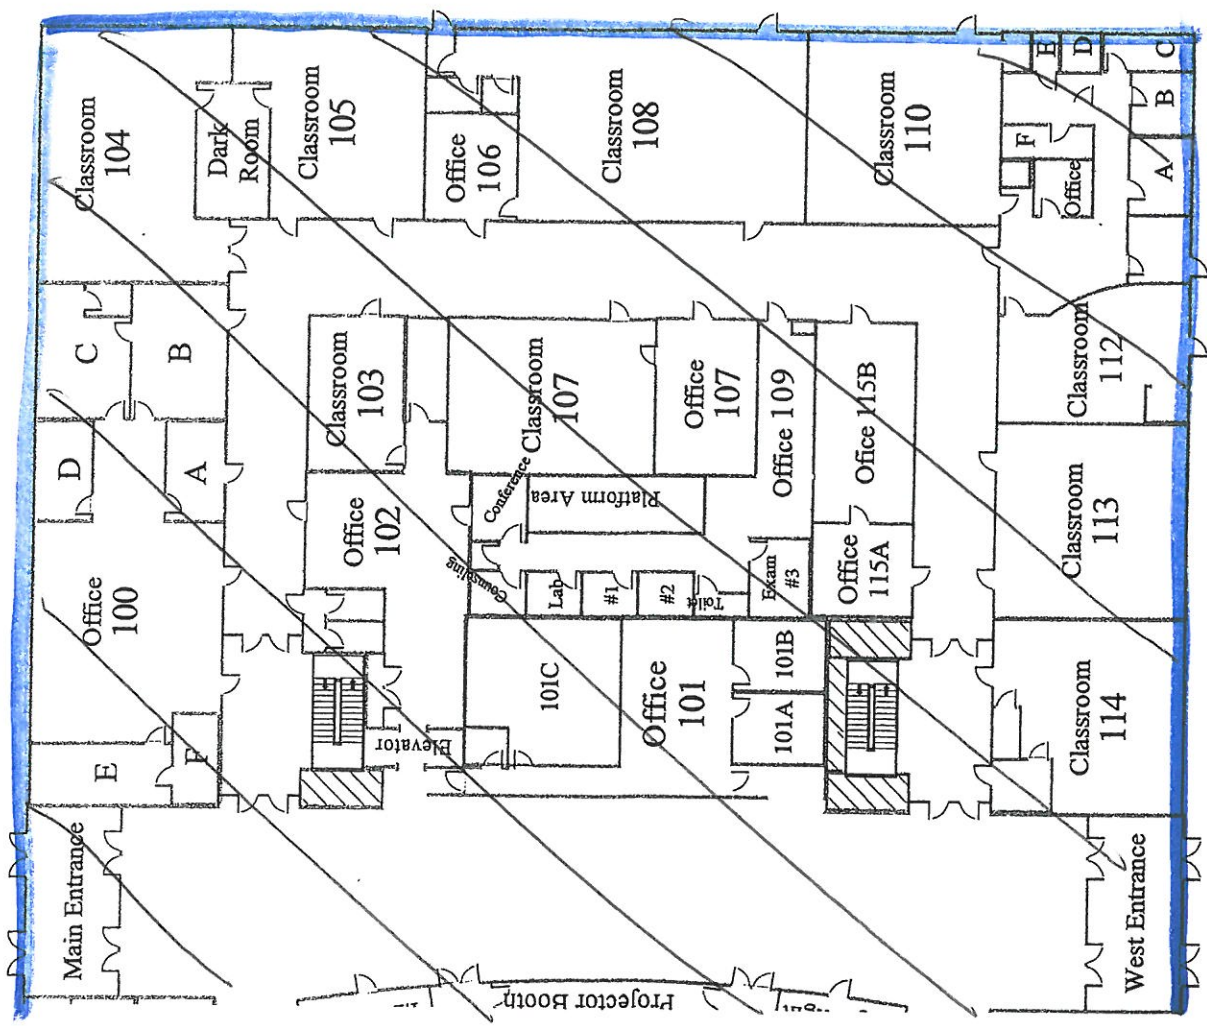 Classroom
104
Dark
Room
Classroom
105
Office
106
Classroom
108
Classroom
110
E
D
C
B
A
F
Office
C
B
D
A
Classroom
103
Classroom
107
Office
107
Office 109
Ofice 115B
Classroom
112
Office
100
Office
102
Conference
Platform Area
Counseling
Lab
#1
#2
Toilet
Exam
#3
Office
115A
Classroom
113
E
F
Elevator
101C
Office
101
101B
101A
Classroom
114
Main Entrance
Projector Booth
West Entrance